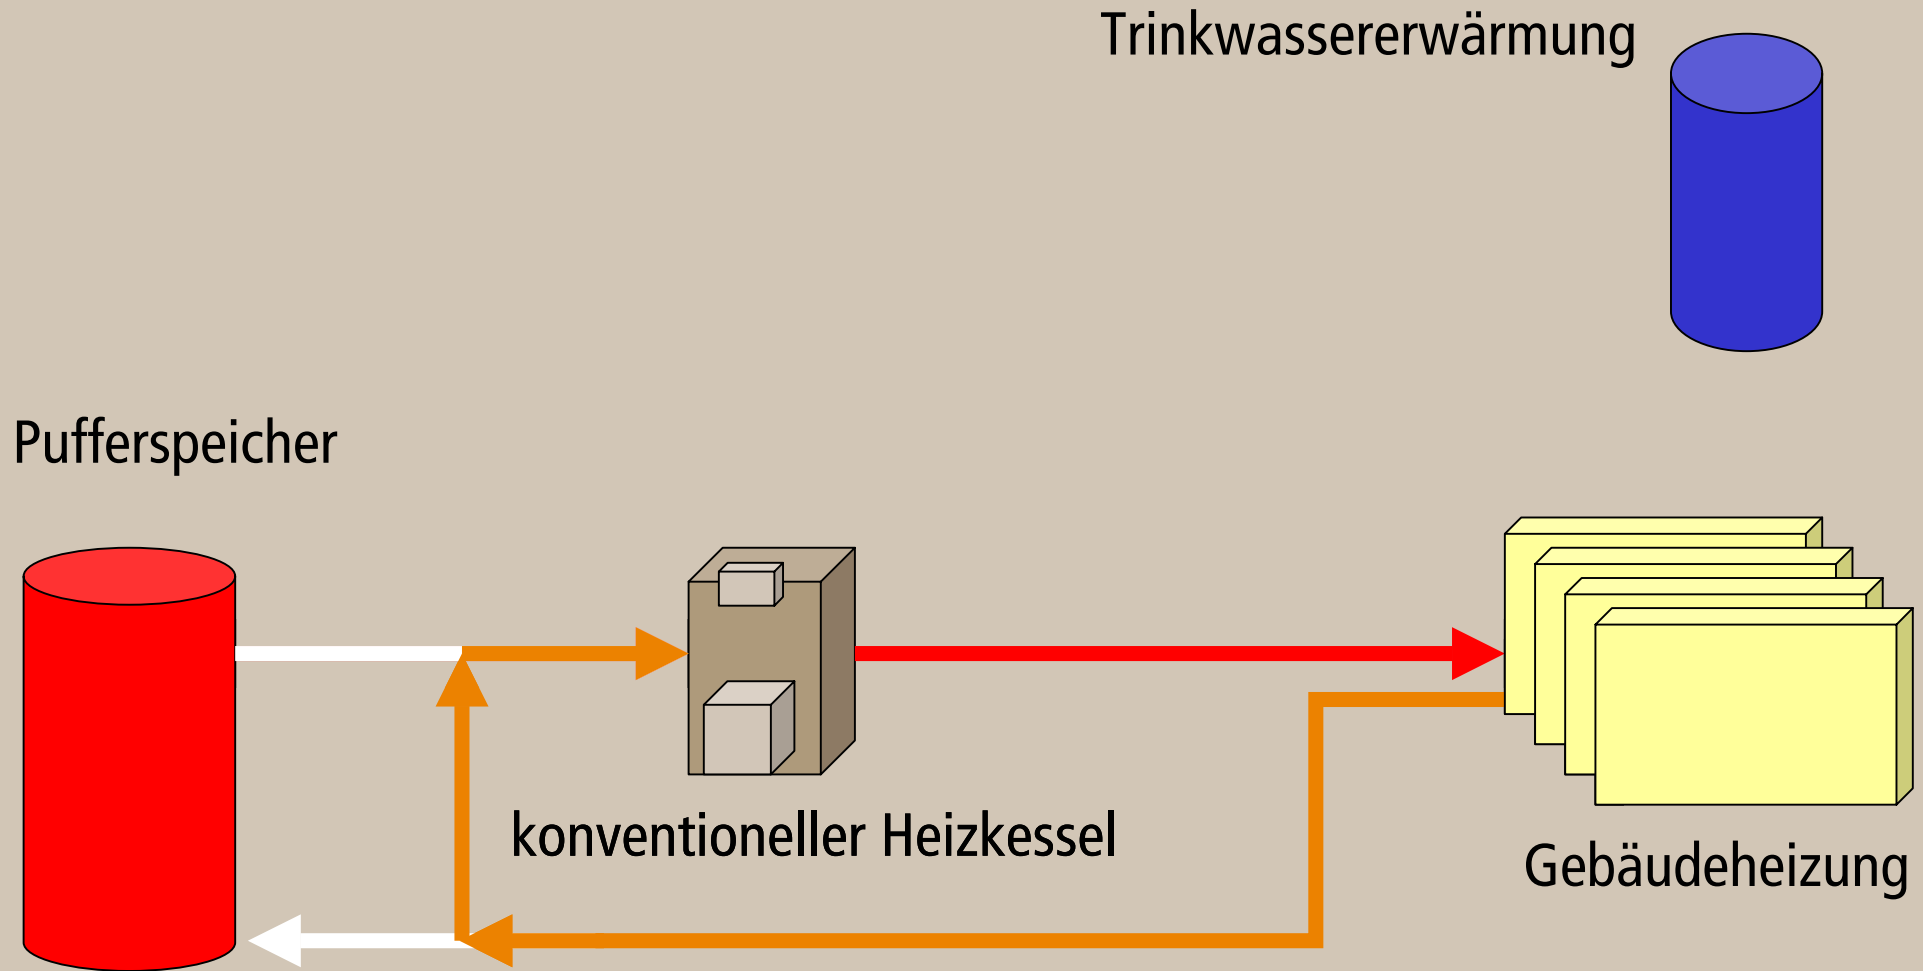 Trinkwassererwärmung
Pufferspeicher
konventioneller Heizkessel
Gebäudeheizung